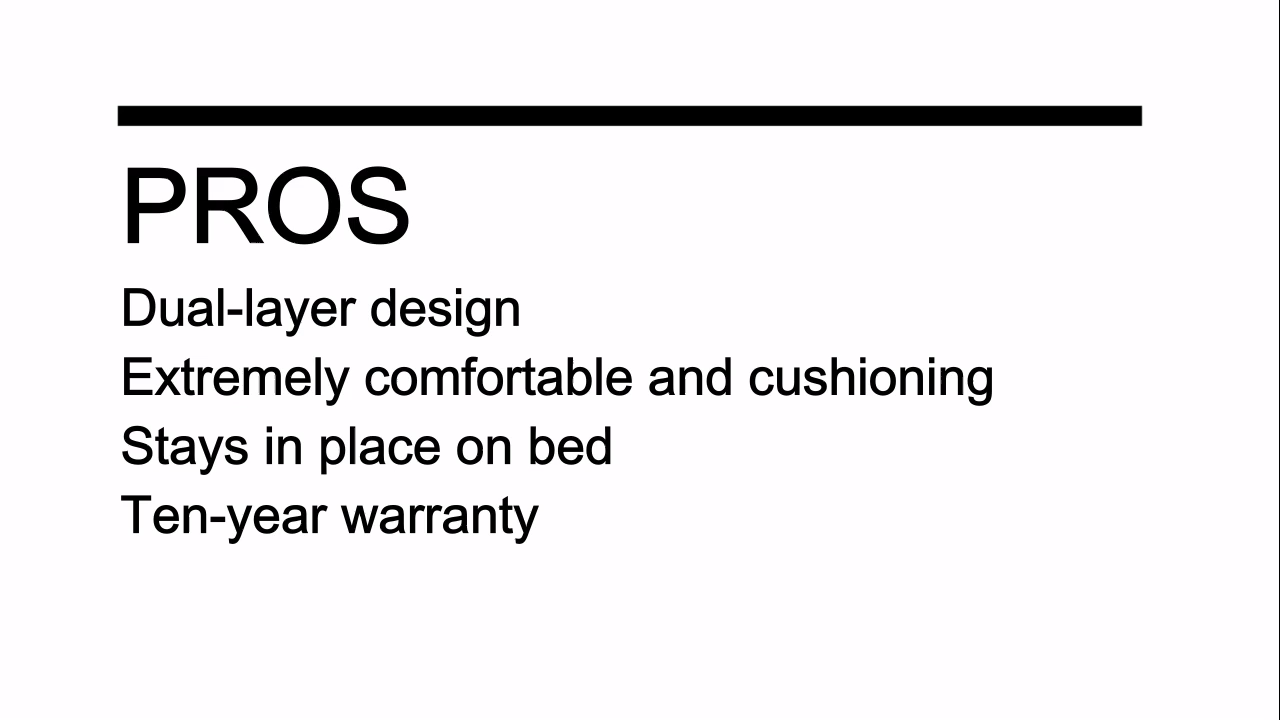 PROS
Dual-layer design
Extremely comfortable and cushioning
Stays in place on bed
Ten-year warranty